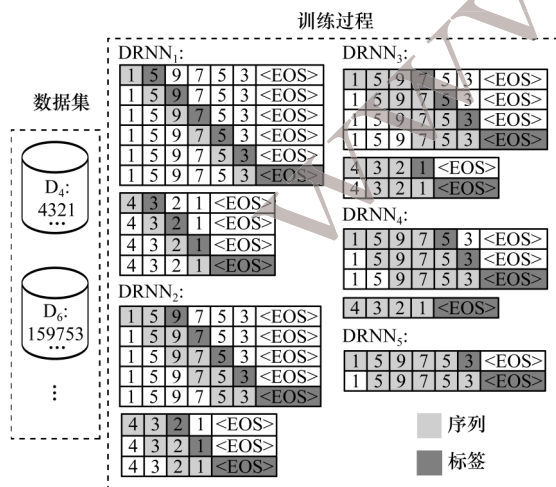 训练过程
数据集
D4:
4321
...
D6:
159753
...
DRNN1:
1 5 9 7 5 3 <EOS>
1 5 9 7 5 3 <EOS>
1 5 9 7 5 3 <EOS>
1 5 9 7 5 3 <EOS>
1 5 9 7 5 3 <EOS>
1 5 9 7 5 3 <EOS>
4 3 2 1 <EOS>
4 3 2 1 <EOS>
4 3 2 1 <EOS>
4 3 2 1 <EOS>
DRNN2:
1 5 9 7 5 3 <EOS>
1 5 9 7 5 3 <EOS>
1 5 9 7 5 3 <EOS>
1 5 9 7 5 3 <EOS>
1 5 9 7 5 3 <EOS>
4 3 2 1 <EOS>
4 3 2 1 <EOS>
4 3 2 1 <EOS>
DRNN3:
1 5 9 7 5 3 <EOS>
1 5 9 7 5 3 <EOS>
1 5 9 7 5 3 <EOS>
1 5 9 7 5 3 <EOS>
4 3 2 1 <EOS>
4 3 2 1 <EOS>
DRNN4:
1 5 9 7 5 3 <EOS>
1 5 9 7 5 3 <EOS>
1 5 9 7 5 3 <EOS>
4 3 2 1 <EOS>
DRNN5:
1 5 9 7 5 3 <EOS>
1 5 9 7 5 3 <EOS>
序列
标签